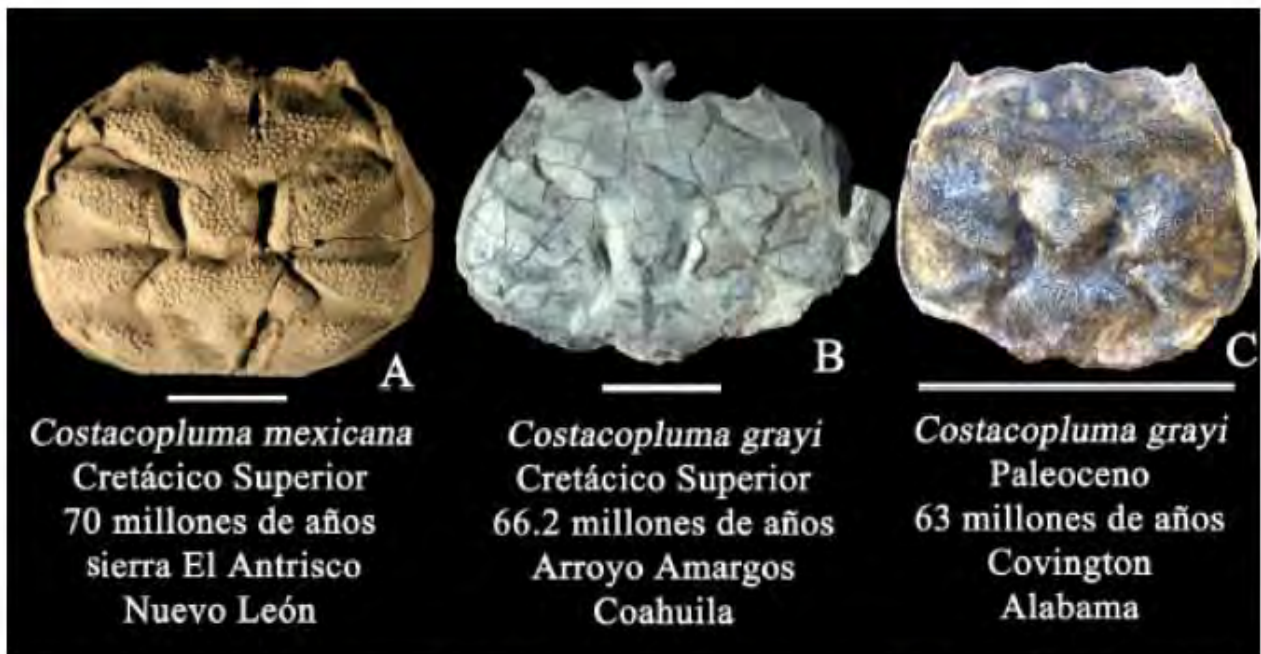 A
B
C
Costacopluma mexicana
Cretácico Superior
70 millones de años
sierra El Antrisco
Nuevo León
Costacopluma grayi
Cretácico Superior
66.2 millones de años
Arroyo Amargos
Coahuila
Costacopluma grayi
Paleoceno
63 millones de años
Covington
Alabama